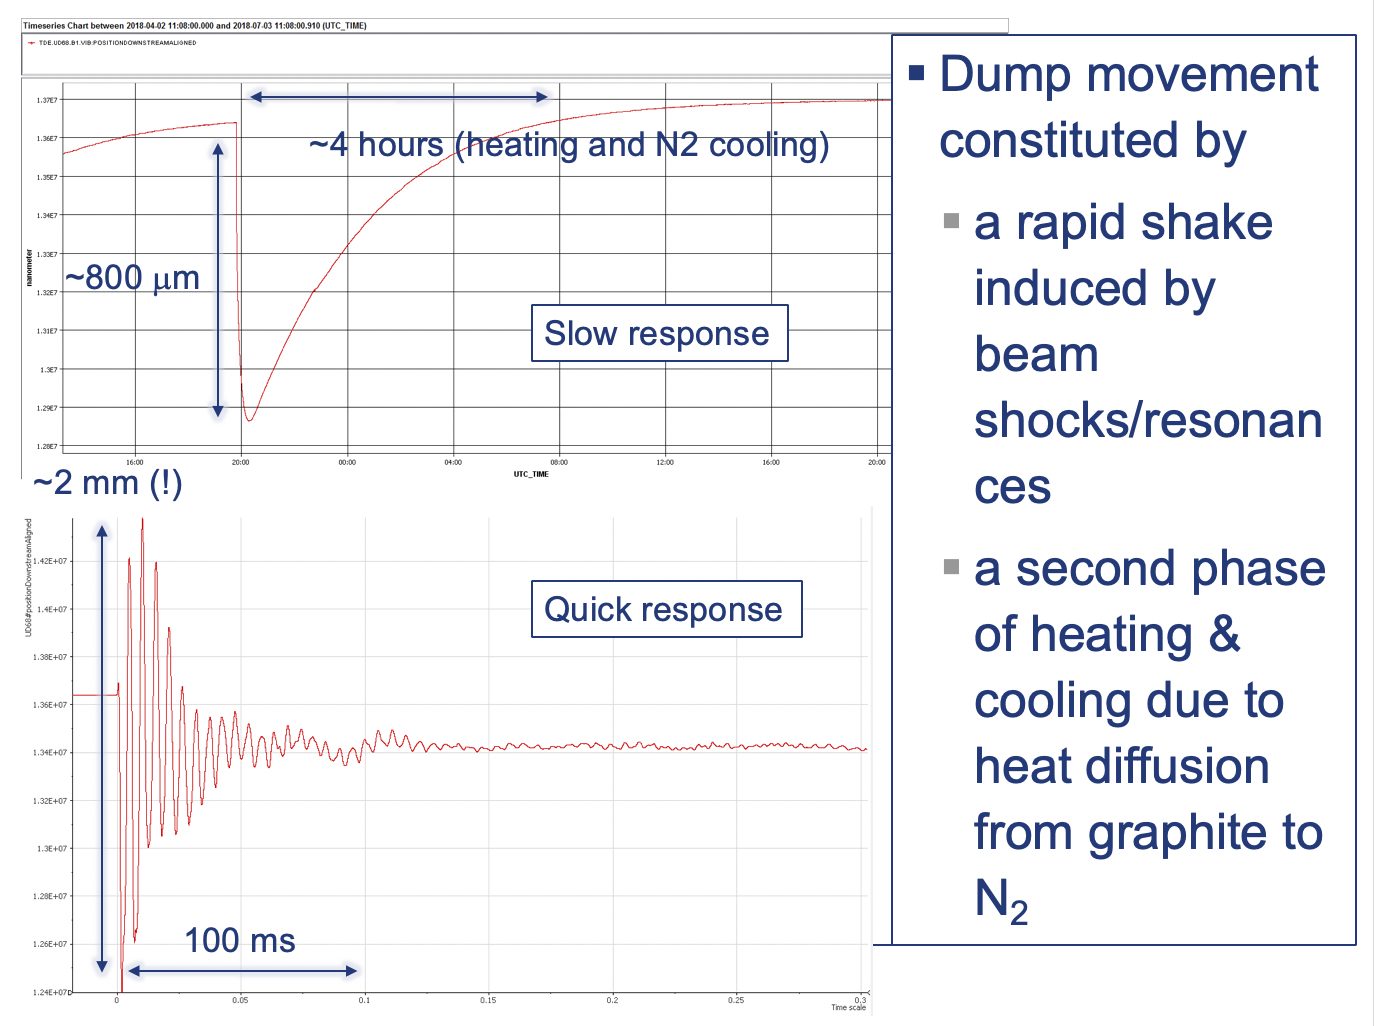 Timeseries Chart between 2018-04-02 11:08:00.000 and 2018-07-03 11:08:00.910 (UTC_TIME)
TDE.UD68.B1.VIB:POSITIONDOWNSTREAMALIGNED
1.37E7
1.36E7
1.35E7
1.34E7
1.33E7
1.32E7
1.31E7
1.3E7
1.29E7
1.28E7
nanometer
~4 hours (heating and N2 cooling)
~800 μm
Slow response
16:00
20:00
00:00
04:00
08:00
12:00
16:00
20:00
UTC_TIME
~2 mm (!)
UD68#positionDownstreamAligned
1.42E+07
1.4E+07
1.38E+07
1.36E+07
1.34E+07
1.32E+07
1.3E+07
1.28E+07
1.26E+07
1.24E+07
Quick response
100 ms
0
0.05
0.1
0.15
0.2
0.25
0.3
Time scale
Dump movement
constituted by
a rapid shake
induced by
beam
shocks/resonan
ces
a second phase
of heating &
cooling due to
heat diffusion
from graphite to
N2